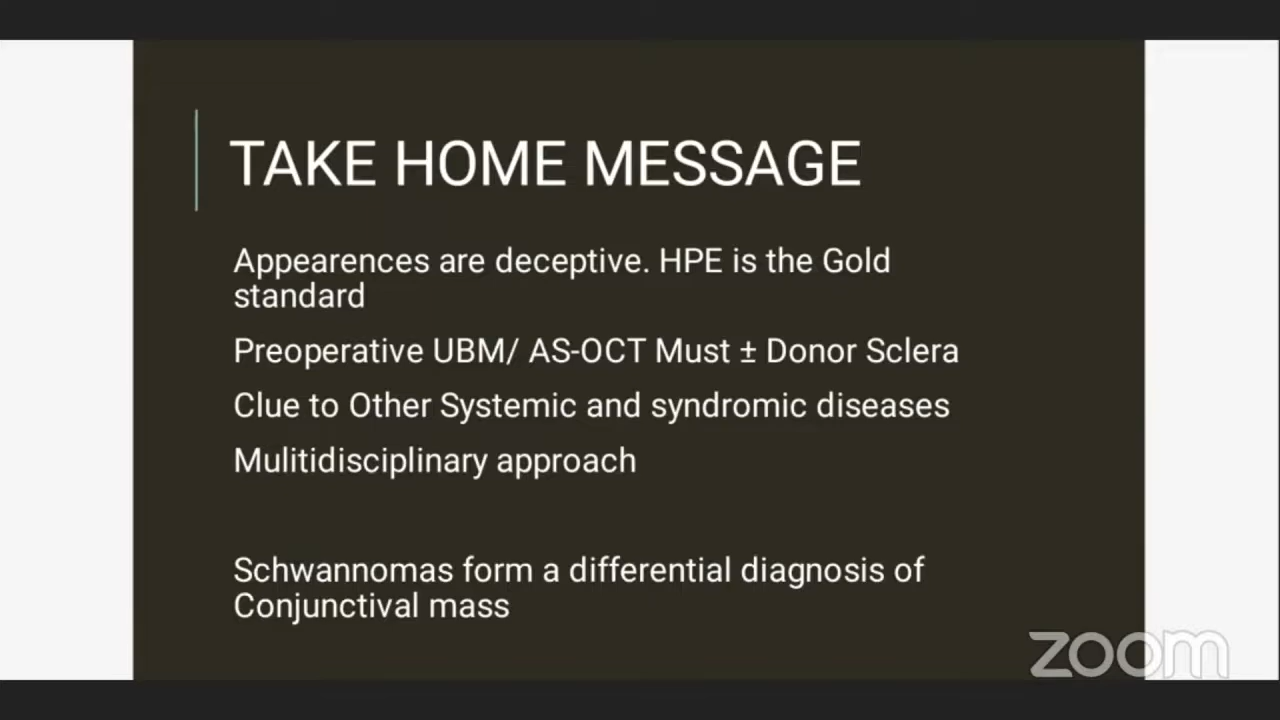 TAKE HOME MESSAGE
Appearences are deceptive. HPE is the Gold
standard
Preoperative UBM/ AS-OCT Must ± Donor Sclera
Clue to Other Systemic and syndromic diseases
Mulitidisciplinary approach
Schwannomas form a differential diagnosis of
Conjunctival mass
zoom